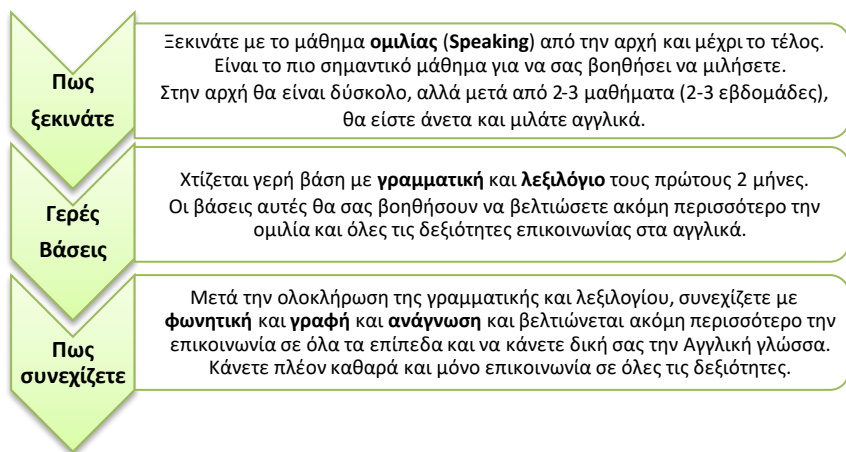 Πως
ξεκινάτε
Ξεκινάτε με το μάθημα ομιλίας (Speaking) από την αρχή και μέχρι το τέλος.
Είναι το πιο σημαντικό μάθημα για να σας βοηθήσει να μιλήσετε.
Στην αρχή θα είναι δύσκολο, αλλά μετά από 2-3 μαθήματα (2-3 εβδομάδες),
θα είστε άνετα και μιλάτε αγγλικά.
Γερές
Βάσεις
Χτίζεται γερή βάση με γραμματική και λεξιλόγιο τους πρώτους 2 μήνες.
Οι βάσεις αυτές θα σας βοηθήσουν να βελτιώσετε ακόμη περισσότερο την
ομιλία και όλες τις δεξιότητες επικοινωνίας στα αγγλικά.
Πως
συνεχίζετε
Μετά την ολοκλήρωση της γραμματικής και λεξιλογίου, συνεχίζετε με
φωνητική και γραφή και ανάγνωση και βελτιώνεται ακόμη περισσότερο την
επικοινωνία σε όλα τα επίπεδα και να κάνετε δική σας την Αγγλική γλώσσα.
Κάνετε πλέον καθαρά και μόνο επικοινωνία σε όλες τις δεξιότητες.